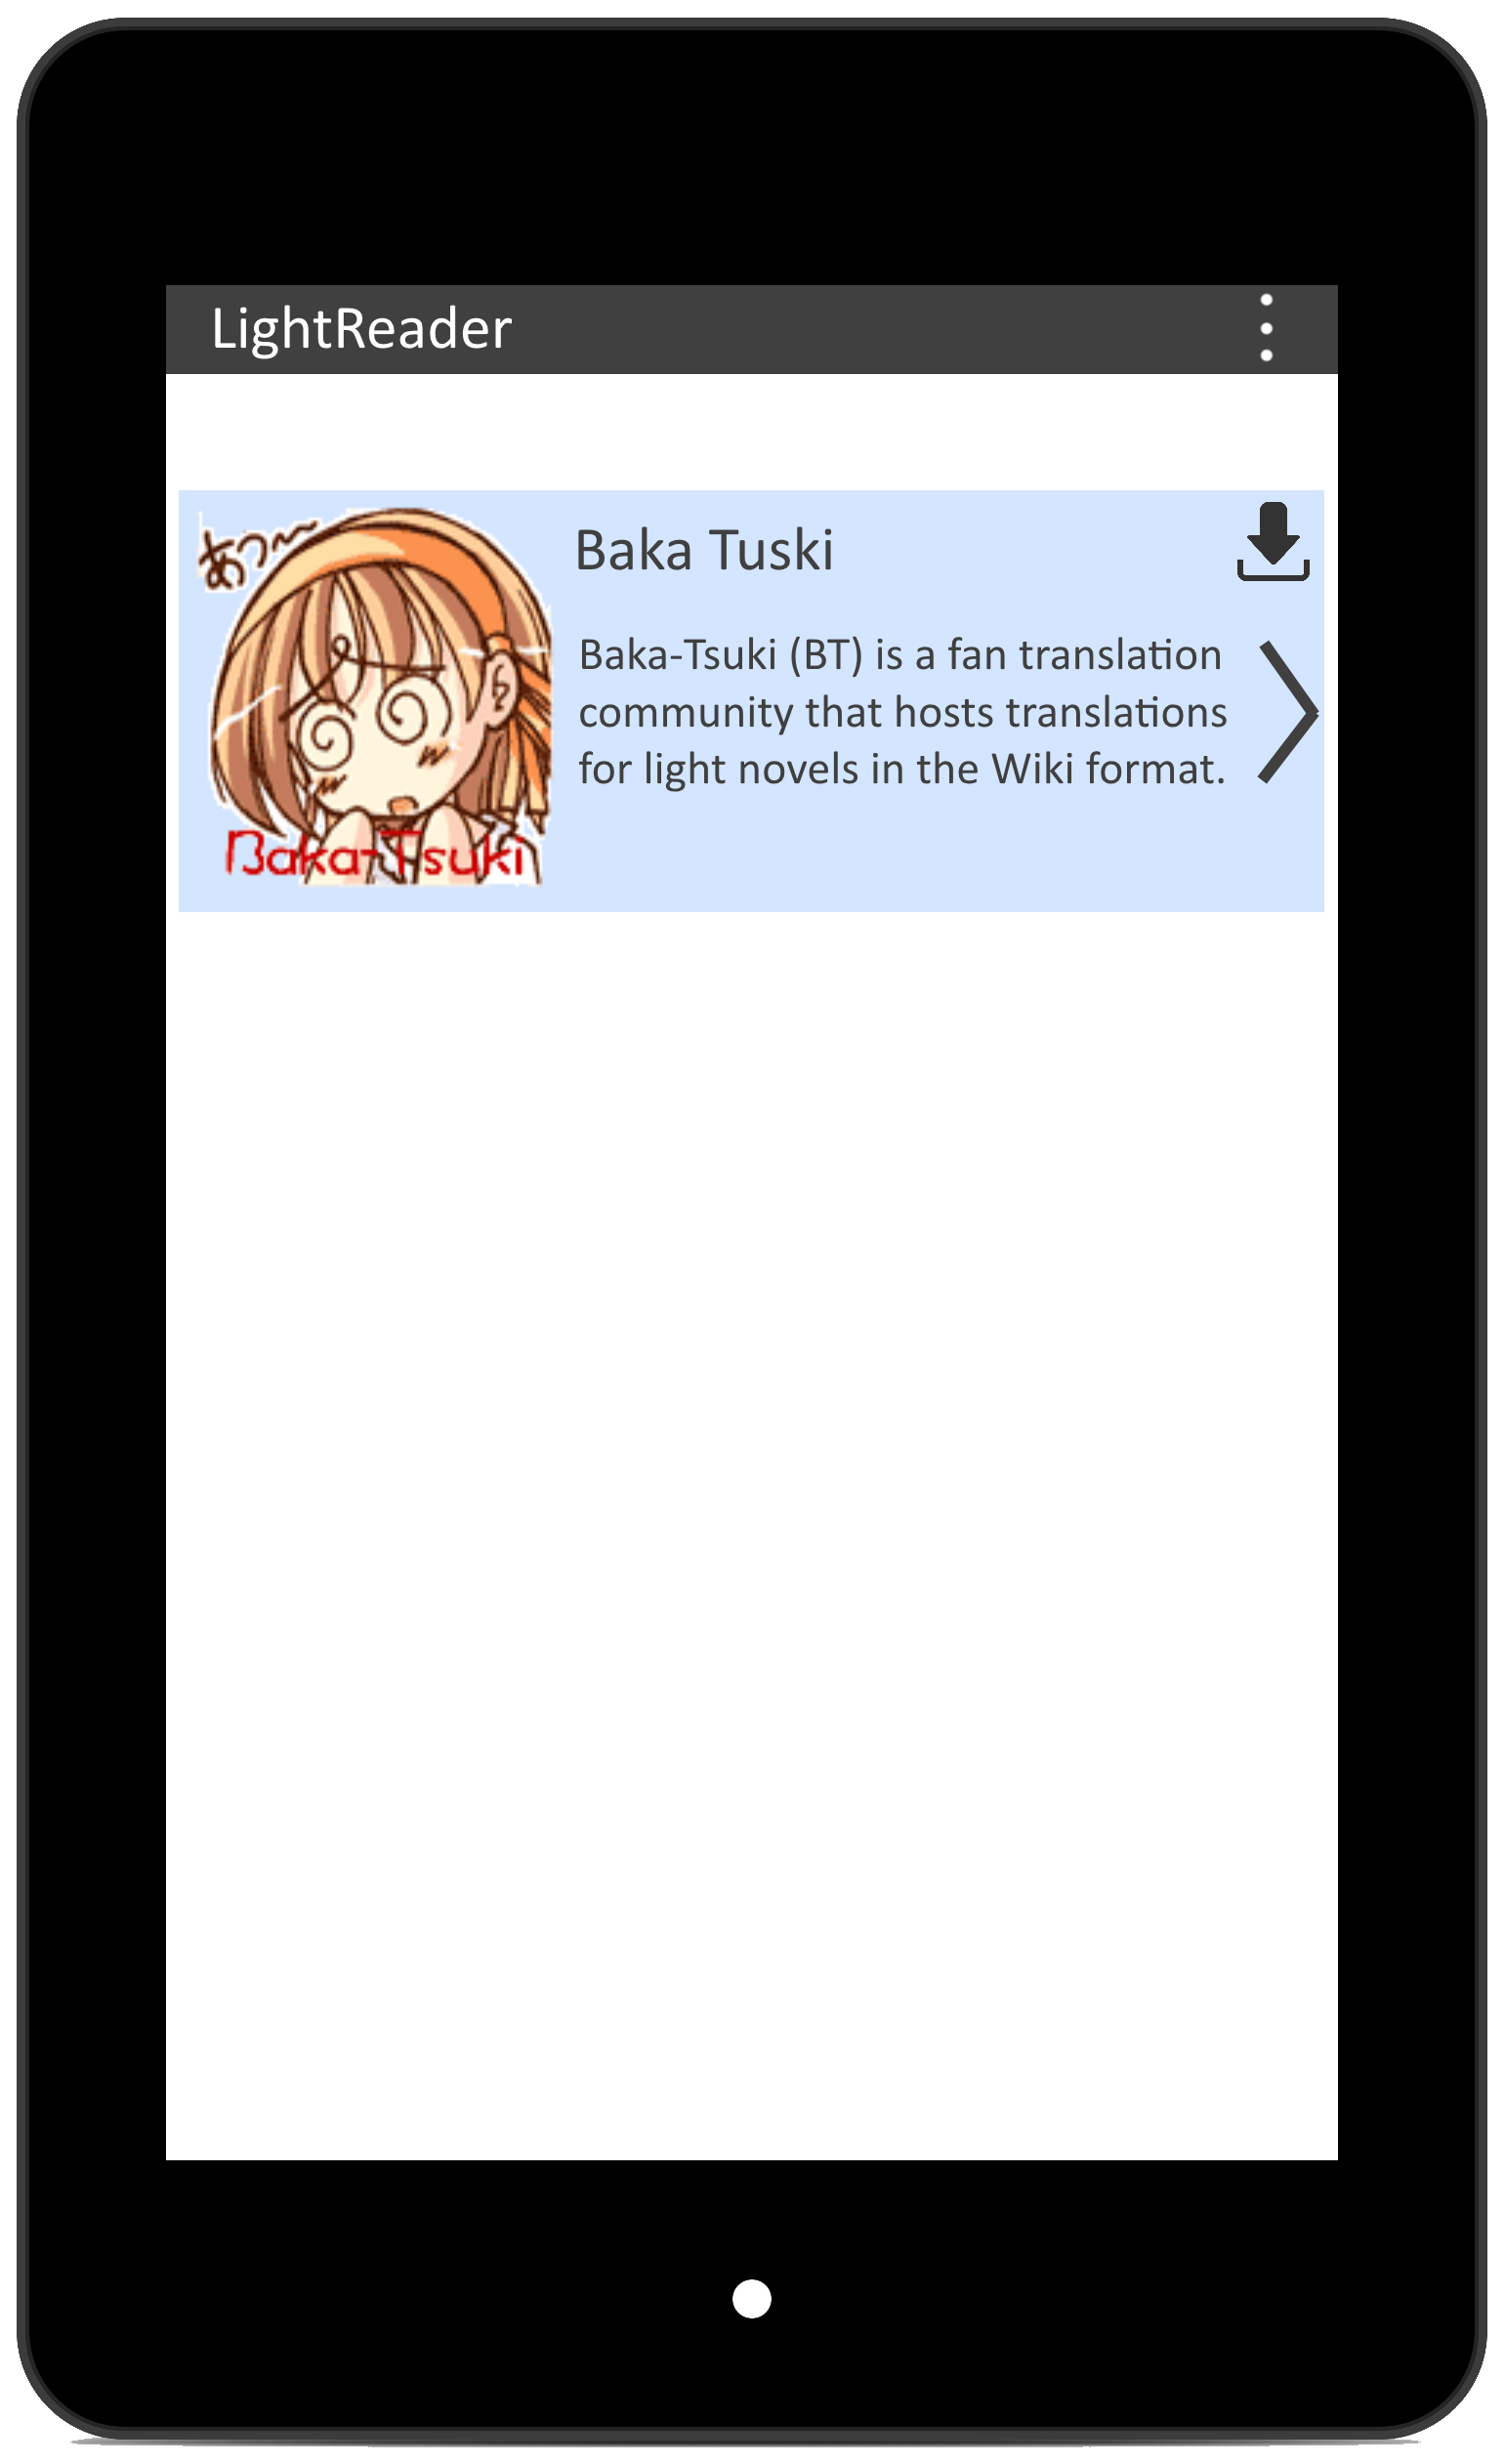 LightReader
あつ～
Baka Tuski
Baka-Tsuki (BT) is a fan translation
community that hosts translations
for light novels in the Wiki format.
Baka-Tsuki